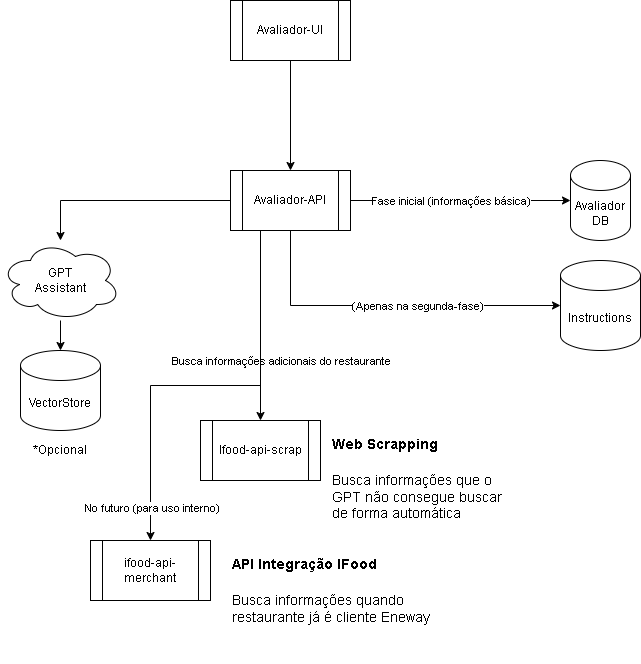 Avaliador-UI
Avaliador-API
Fase inicial (informações básica)
Avaliador
DB
GPT
Assistant
(Apenas na segunda-fase)
Instructions
Busca informações adicionais do restaurante
VectorStore
*Opcional
Ifood-api-scrap
Web Scrapping
Busca informações que o
GPT não consegue buscar
de forma automática
No futuro (para uso interno)
ifood-api-
merchant
API Integração IFood
Busca informações quando
restaurante já é cliente Eneway